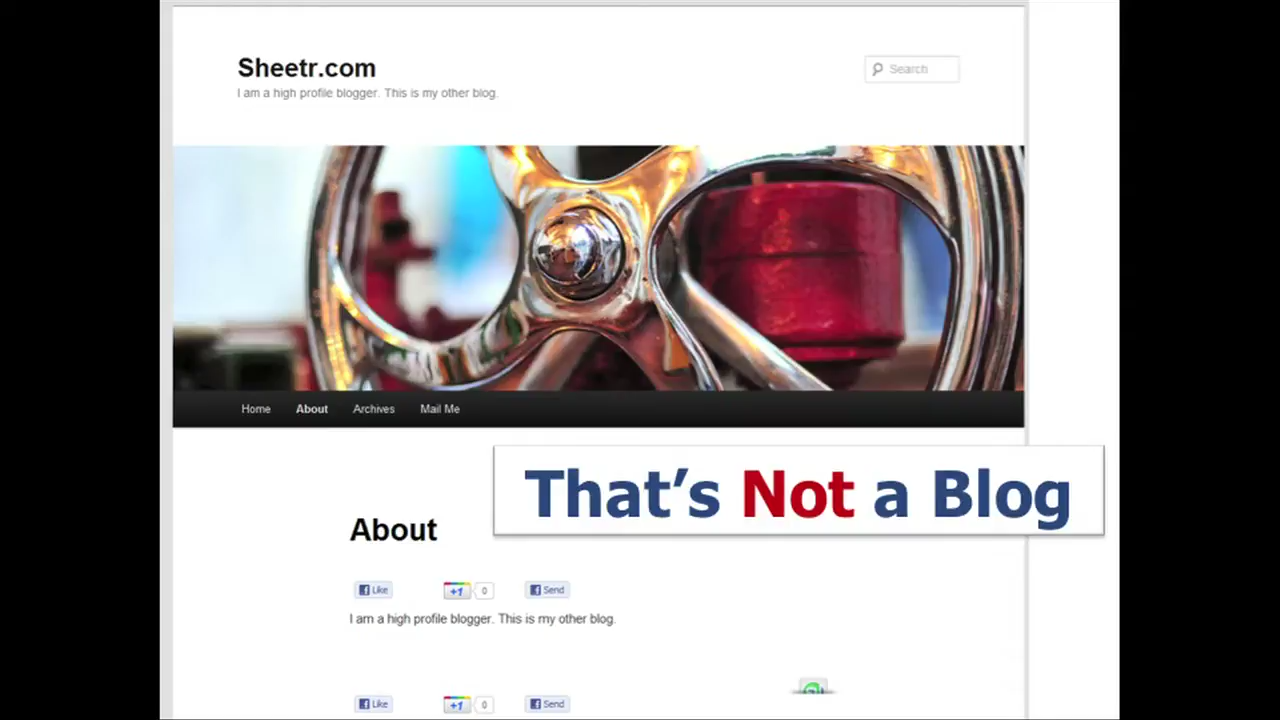 Sheetr.com
Search
I am a high profile blogger. This is my other blog.
Home About Archives Mail Me
That's Not a Blog
About
Like +1 0 Send
I am a high profile blogger. This is my other blog.
Like +1 0 Send